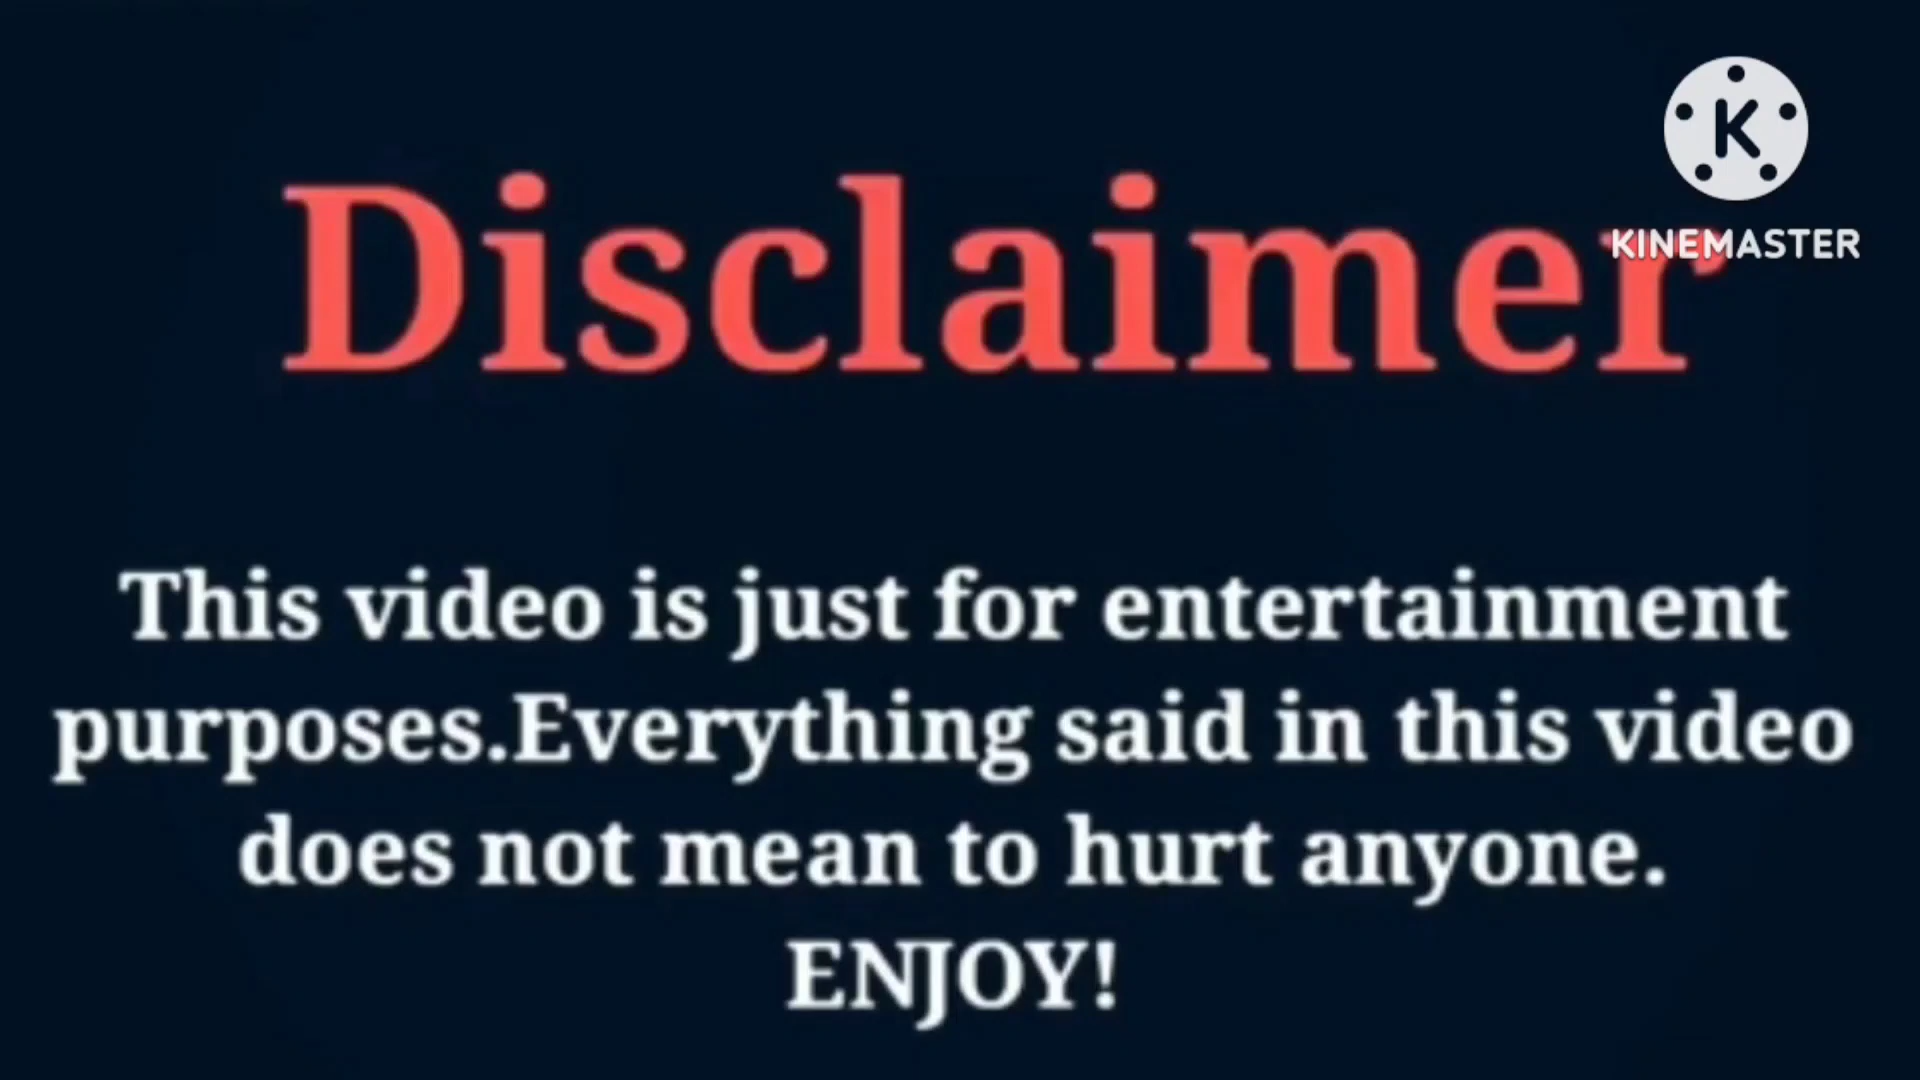 K
KINEMASTER
Disclaimer
This video is just for entertainment
purposes.Everything said in this video
does not mean to hurt anyone.
ENJOY!